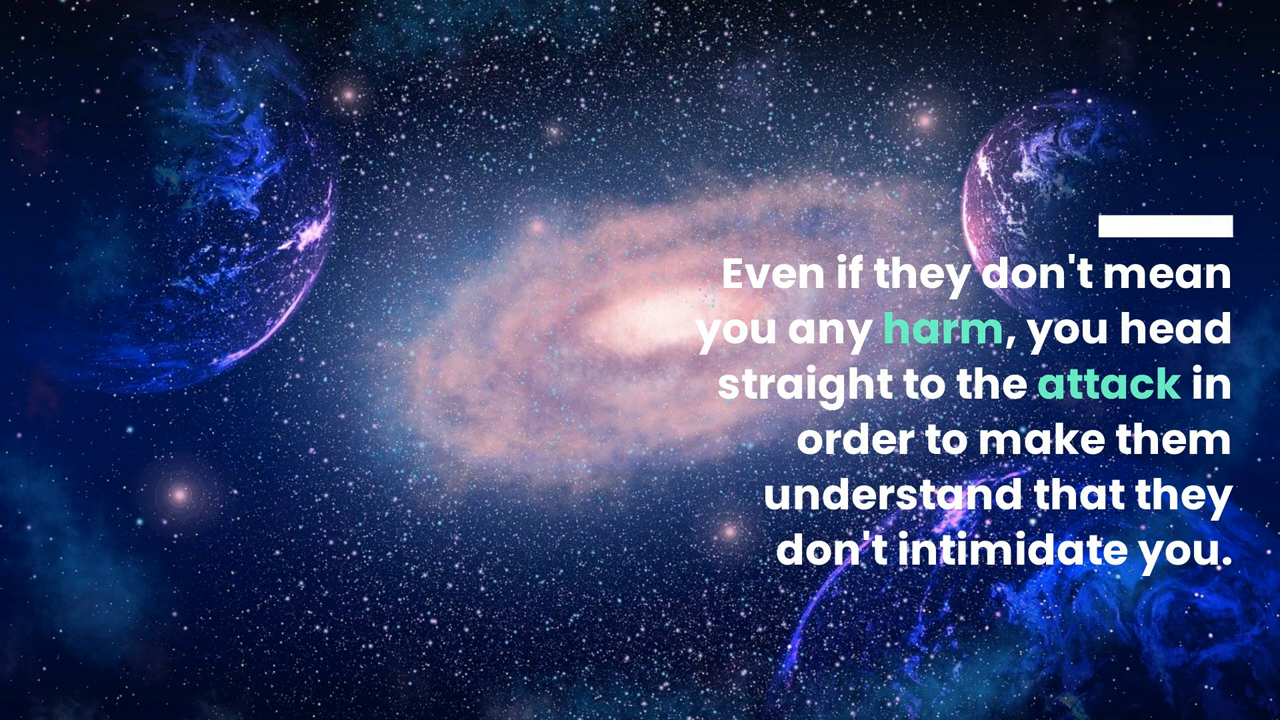 Even if they don't mean
you any harm, you head
straight to the attack in
order to make them
understand that they
don't intimidate you.